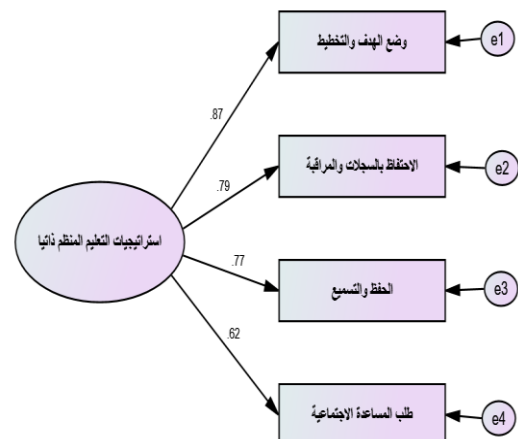 وضع الهدف والتخطيط
e1
.87
الاحتفاظ بالسجلات والمراقبة
e2
.79
استراتيجيات التعليم المنظم ذاتيا
.77
الحفظ والتسميع
e3
.62
طلب المساعدة الاجتماعية
e4